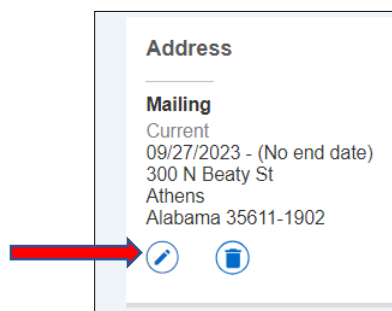 Address
Mailing
Current
09/27/2023 - (No end date)
300 N Beaty St
Athens
Alabama 35611-1902